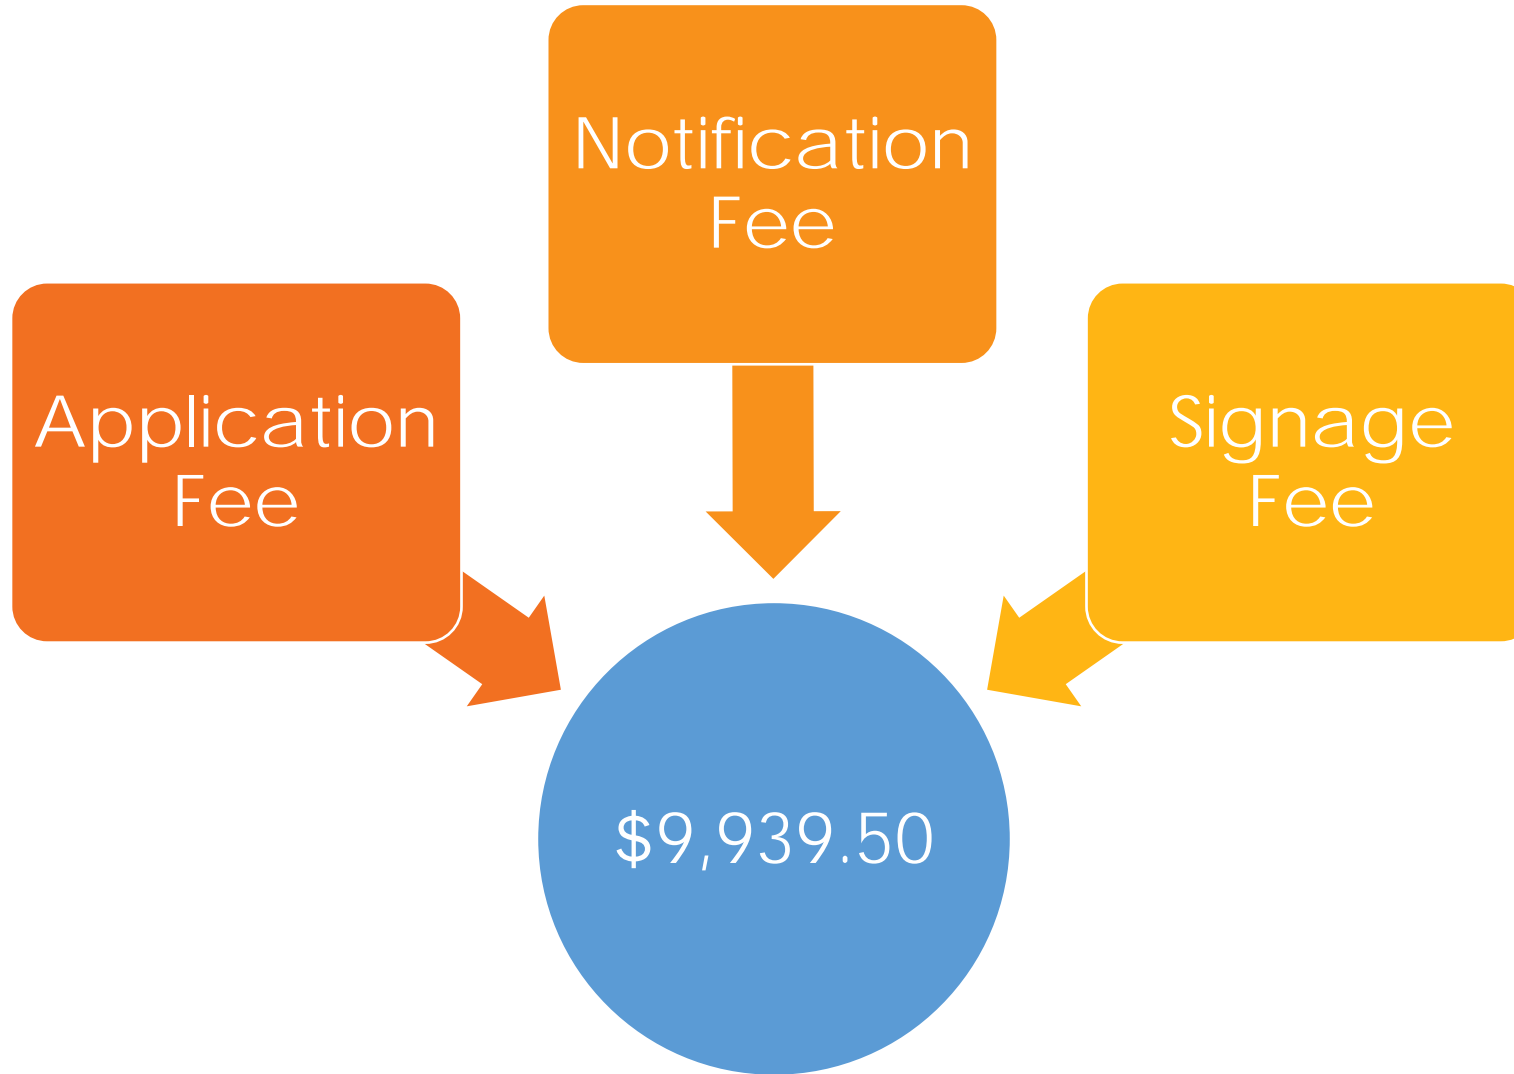 Notification
Fee
Application
Fee
Signage
Fee
$9,939.50